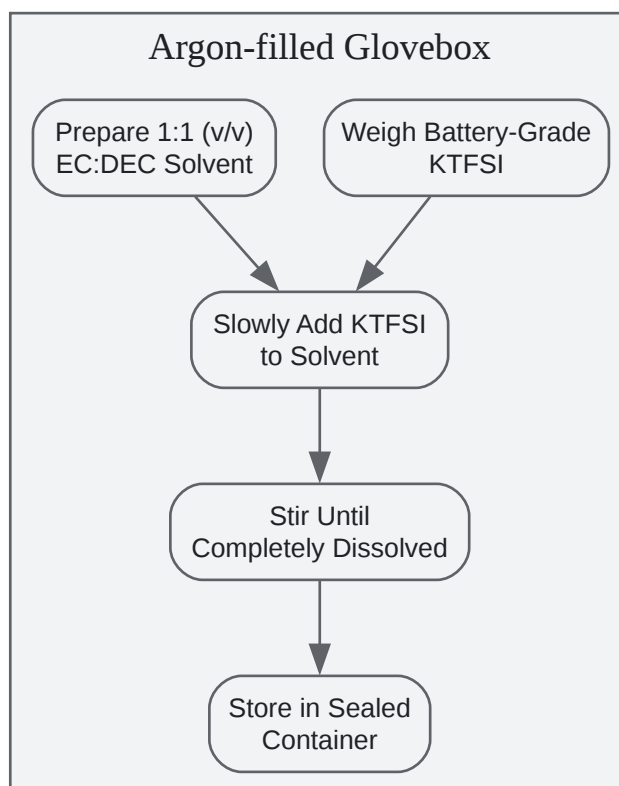 Argon-filled Glovebox
Prepare 1:1 (v/v)
EC:DEC Solvent
Weigh Battery-Grade
KTFSI
Slowly Add KTFSI
to Solvent
Stir Until
Completely Dissolved
Store in Sealed
Container